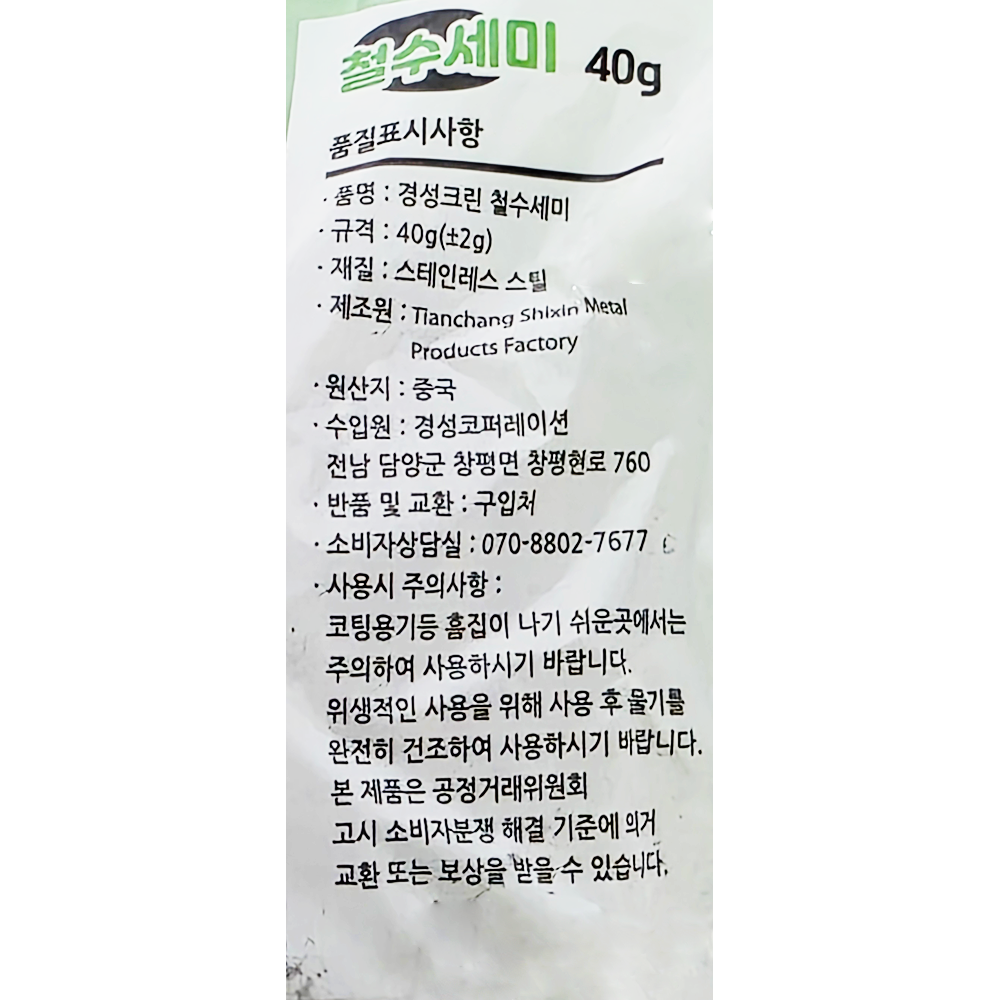 철수세미 40g
품질표시사항
· 품명 : 경성크린 철수세미
· 규격 : 40g(±2g)
· 재질 : 스테인레스 스틸
· 제조원 : Tianchang Shixin Metal
Products Factory
· 원산지 : 중국
· 수입원 : 경성코퍼레이션
전남 담양군 창평면 창평현로 760
· 반품 및 교환 : 구입처
· 소비자상담실 : 070-8802-7677
· 사용시 주의사항 :
코팅용기등 흠집이 나기 쉬운곳에서는
주의하여 사용하시기 바랍니다.
위생적인 사용을 위해 사용 후 물기를
완전히 건조하여 사용하시기 바랍니다.
본 제품은 공정거래위원회
고시 소비자분쟁 해결 기준에 의거
교환 또는 보상을 받을 수 있습니다.